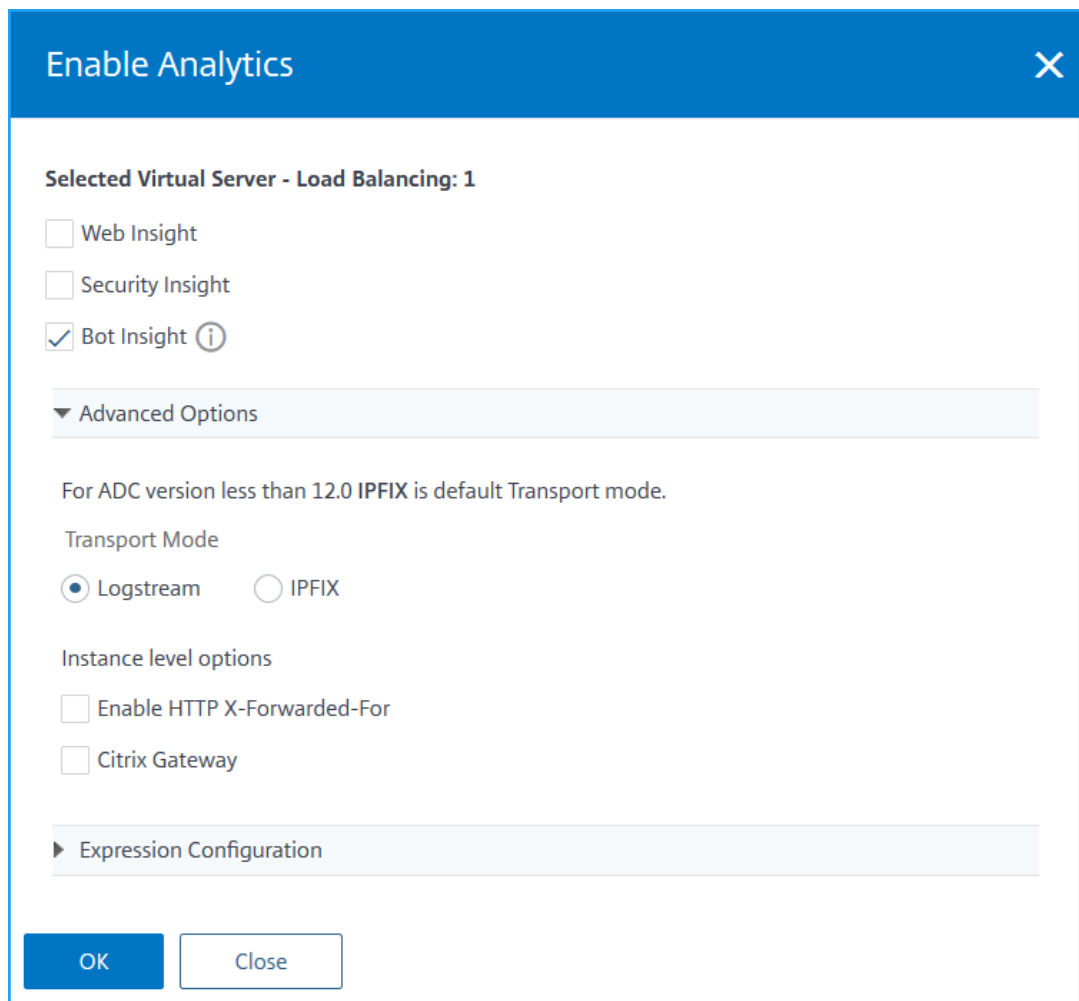 Enable Analytics
Selected Virtual Server - Load Balancing: 1
Web Insight
Security Insight
Bot Insight
Advanced Options
For ADC version less than 12.0 IPFIX is default Transport mode.
Transport Mode
Logstream IPFIX
Instance level options
Enable HTTP X-Forwarded-For
Citrix Gateway
Expression Configuration
OK Close